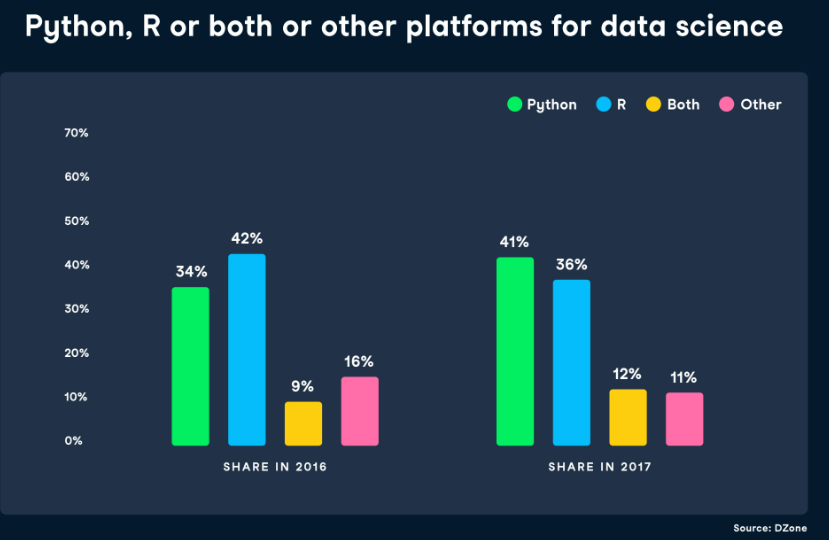 Python, R or both or other platforms for data science
Python R Both Other
70%
60%
50%
40%
30%
20%
10%
0%
34% 42% 9% 16%
41% 36% 12% 11%
SHARE IN 2016 SHARE IN 2017
Source: DZone